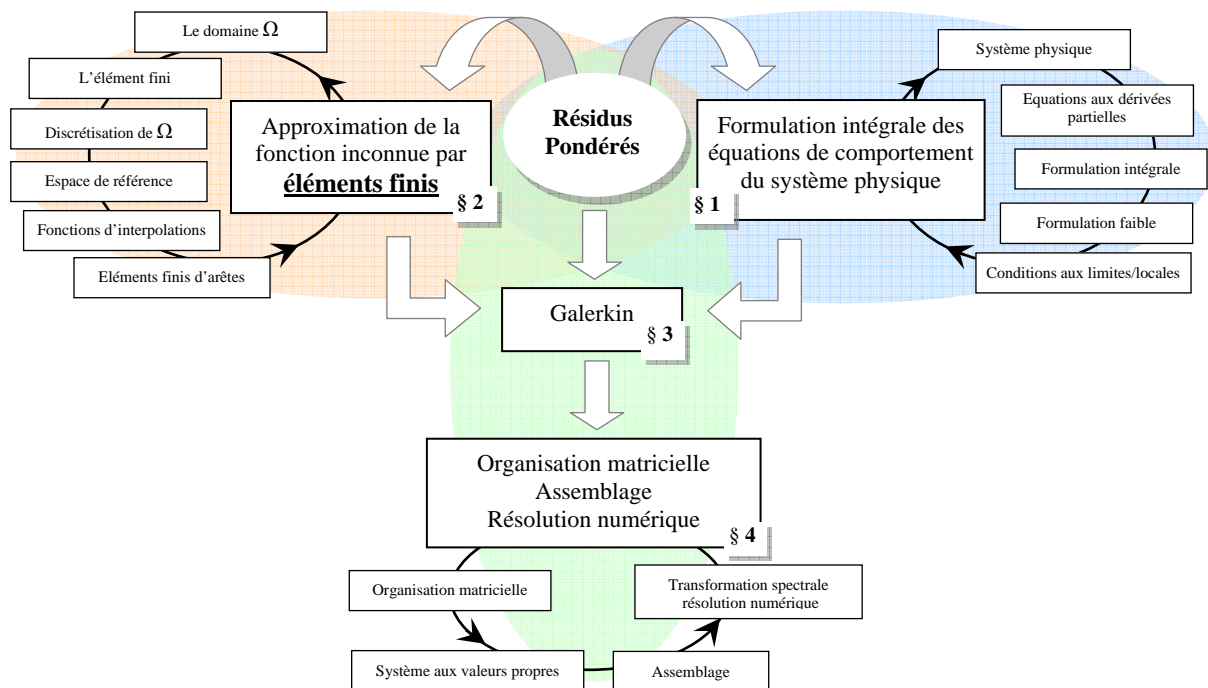 Le domaine Ω
L'élément fini
Discrétisation de Ω
Espace de référence
Fonctions d'interpolations
Eléments finis d'arêtes
Approximation de la
fonction inconnue par
éléments finis
§ 2
Résidus
Pondérés
Formulation intégrale des
équations de comportement
du système physique
§ 1
Système physique
Equations aux dérivées
partielles
Formulation intégrale
Formulation faible
Conditions aux limites/locales
Galerkin
§ 3
Organisation matricielle
Assemblage
Résolution numérique
§ 4
Organisation matricielle
Système aux valeurs propres
Assemblage
Transformation spectrale
résolution numérique